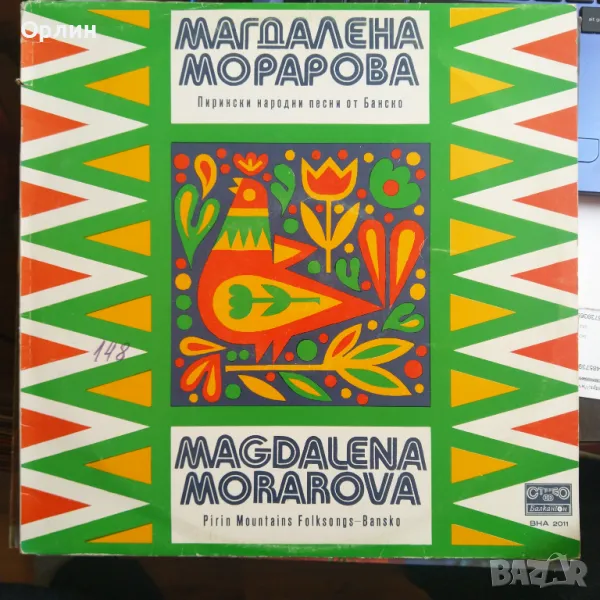 Орлин
МАГДАЛЕНА
МОРАРОВА
Пирински народни песни от Банско
148
MAGDALENA
MORAROVA
Pirin Mountains Folksongs-Bansko
СТЕРЕО
Балкантон
ВНА 2011
BAZAR